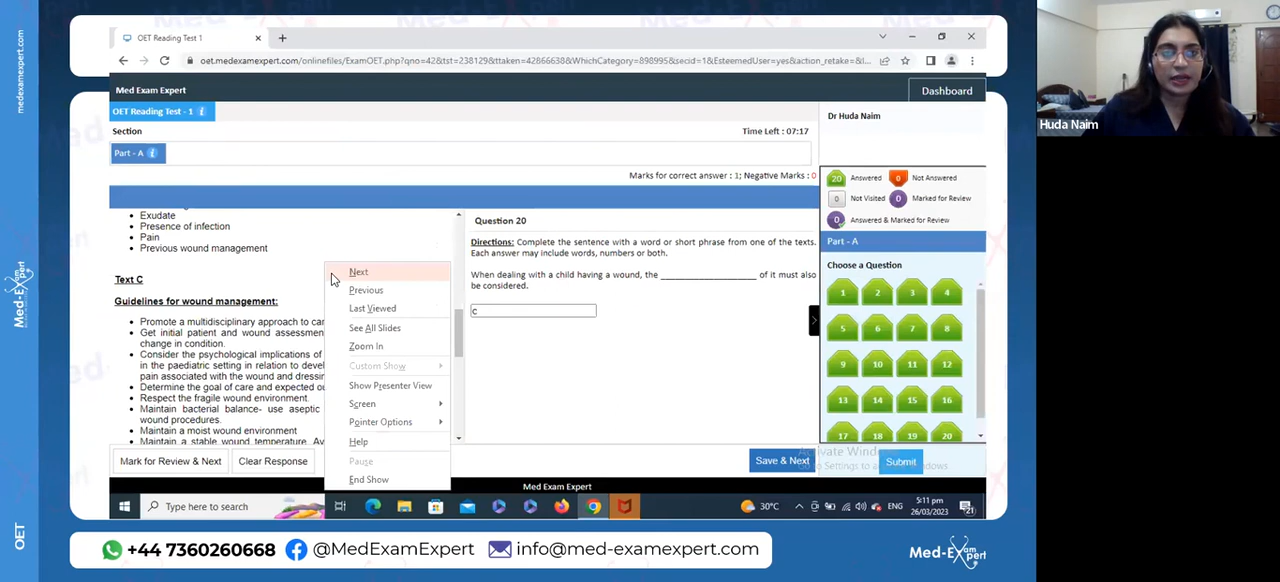 medexamexpert.com
Med-Exam Expert
OET
OET Reading Test 1
oet.medexamexpert.com/onlinefiles/ExamOET.php?qno=42&tst=238129&ttaken=42866638&WhichCategory=898995&secid=1&EsteemedUser=yes&action_retake=&l...
Med Exam Expert
Dashboard
OET Reading Test - 1
Section
Time Left : 07:17
Part - A
Marks for correct answer : 1; Negative Marks : 0
Exudate
Presence of infection
Pain
Previous wound management
Text C
Guidelines for wound management:
Promote a multidisciplinary approach to car
Get initial patient and wound assessmen
change in condition.
Consider the psychological implications of
in the paediatric setting in relation to devel
pain associated with the wound and dressin
Determine the goal of care and expected ou
Respect the fragile wound environment.
Maintain bacterial balance- use aseptic
wound procedures.
Maintain a moist wound environment
Maintain a stable wound temperature. Av
Next
Previous
Last Viewed
See All Slides
Zoom In
Custom Show
Show Presenter View
Screen
Pointer Options
Help
Pause
End Show
Question 20
Directions: Complete the sentence with a word or short phrase from one of the texts.
Each answer may include words, numbers or both.
When dealing with a child having a wound, the ____________________ of it must also
be considered.
c
Dr Huda Naim
20 Answered
0 Not Answered
0 Not Visited
0 Marked for Review
0 Answered & Marked for Review
Part - A
Choose a Question
1 2 3 4
5 6 7 8
9 10 11 12
13 14 15 16
17 18 19 20
Mark for Review & Next
Clear Response
Save & Next
Submit
Med Exam Expert
Type here to search
30°C
ENG
5:11 pm
26/03/2023
21
+44 7360260668
@MedExamExpert
info@med-examexpert.com
Med-Exam Expert
Huda Naim